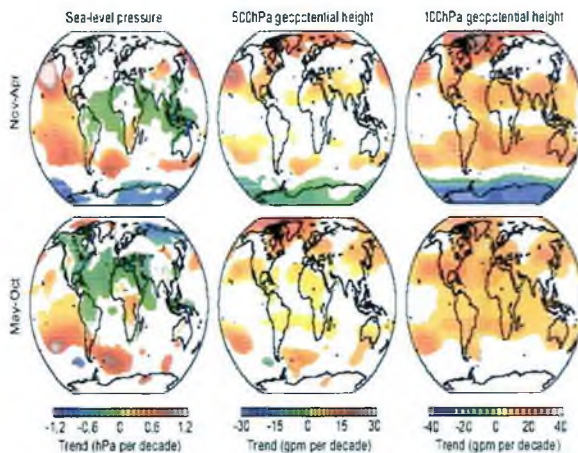 Sea-level pressure
500hPa geopotential height
100hPa geopotential height
Nov-Apr
May-Oct
-1.2 -0.6 0 0.6 1.2
Trend (hPa per decade)
-30 -15 0 15 30
Trend (gpm per decade)
-40 -20 0 20 40
Trend (gpm per decade)